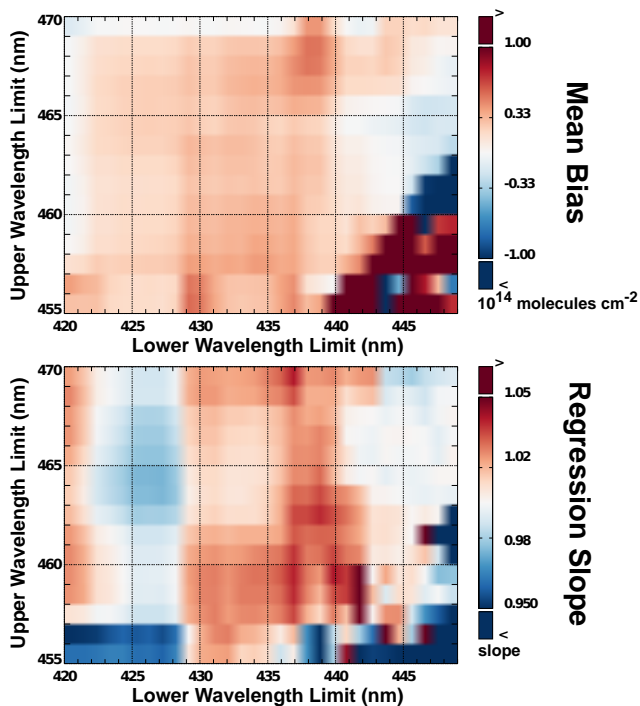 470
465
460
455
Upper Wavelength Limit (nm)
420 430 435 440 445
Lower Wavelength Limit (nm)
>
1.00
0.33
-0.33
-1.00
<
10^14 molecules cm^-2
Mean Bias
470
465
460
455
Upper Wavelength Limit (nm)
420 425 430 435 440 445
Lower Wavelength Limit (nm)
>
1.05
1.02
0.98
0.950
<
slope
Regression Slope